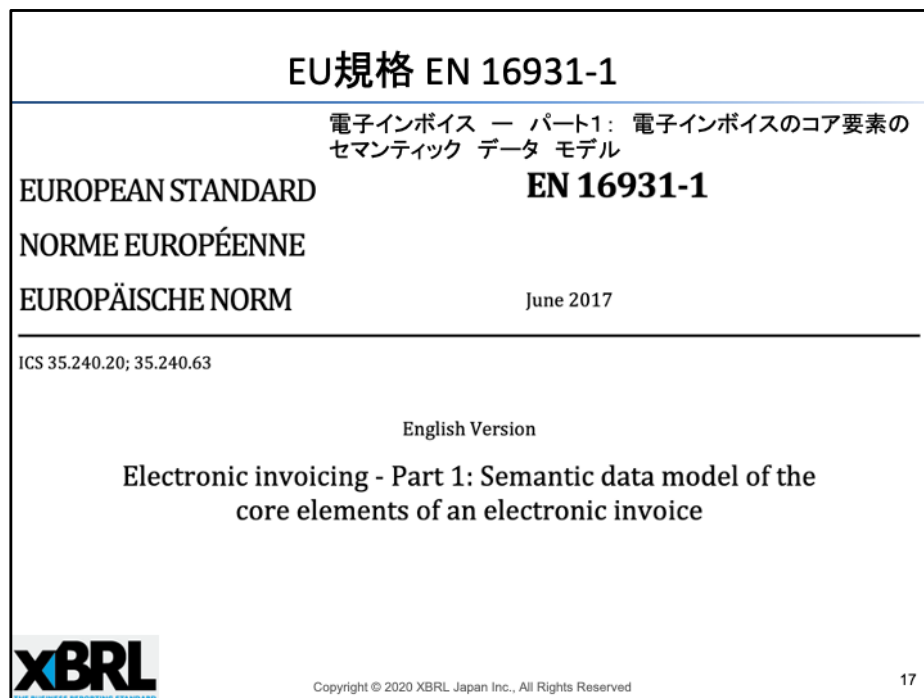 EU規格 EN 16931-1
電子インボイス ー パート1： 電子インボイスのコア要素の
セマンティック データ モデル
EUROPEAN STANDARD
EN 16931-1
NORME EUROPÉENNE
EUROPÄISCHE NORM
June 2017
ICS 35.240.20; 35.240.63
English Version
Electronic invoicing - Part 1: Semantic data model of the
core elements of an electronic invoice
XBRL
THE BUSINESS REPORTING STANDARD
Copyright © 2020 XBRL Japan Inc., All Rights Reserved
17